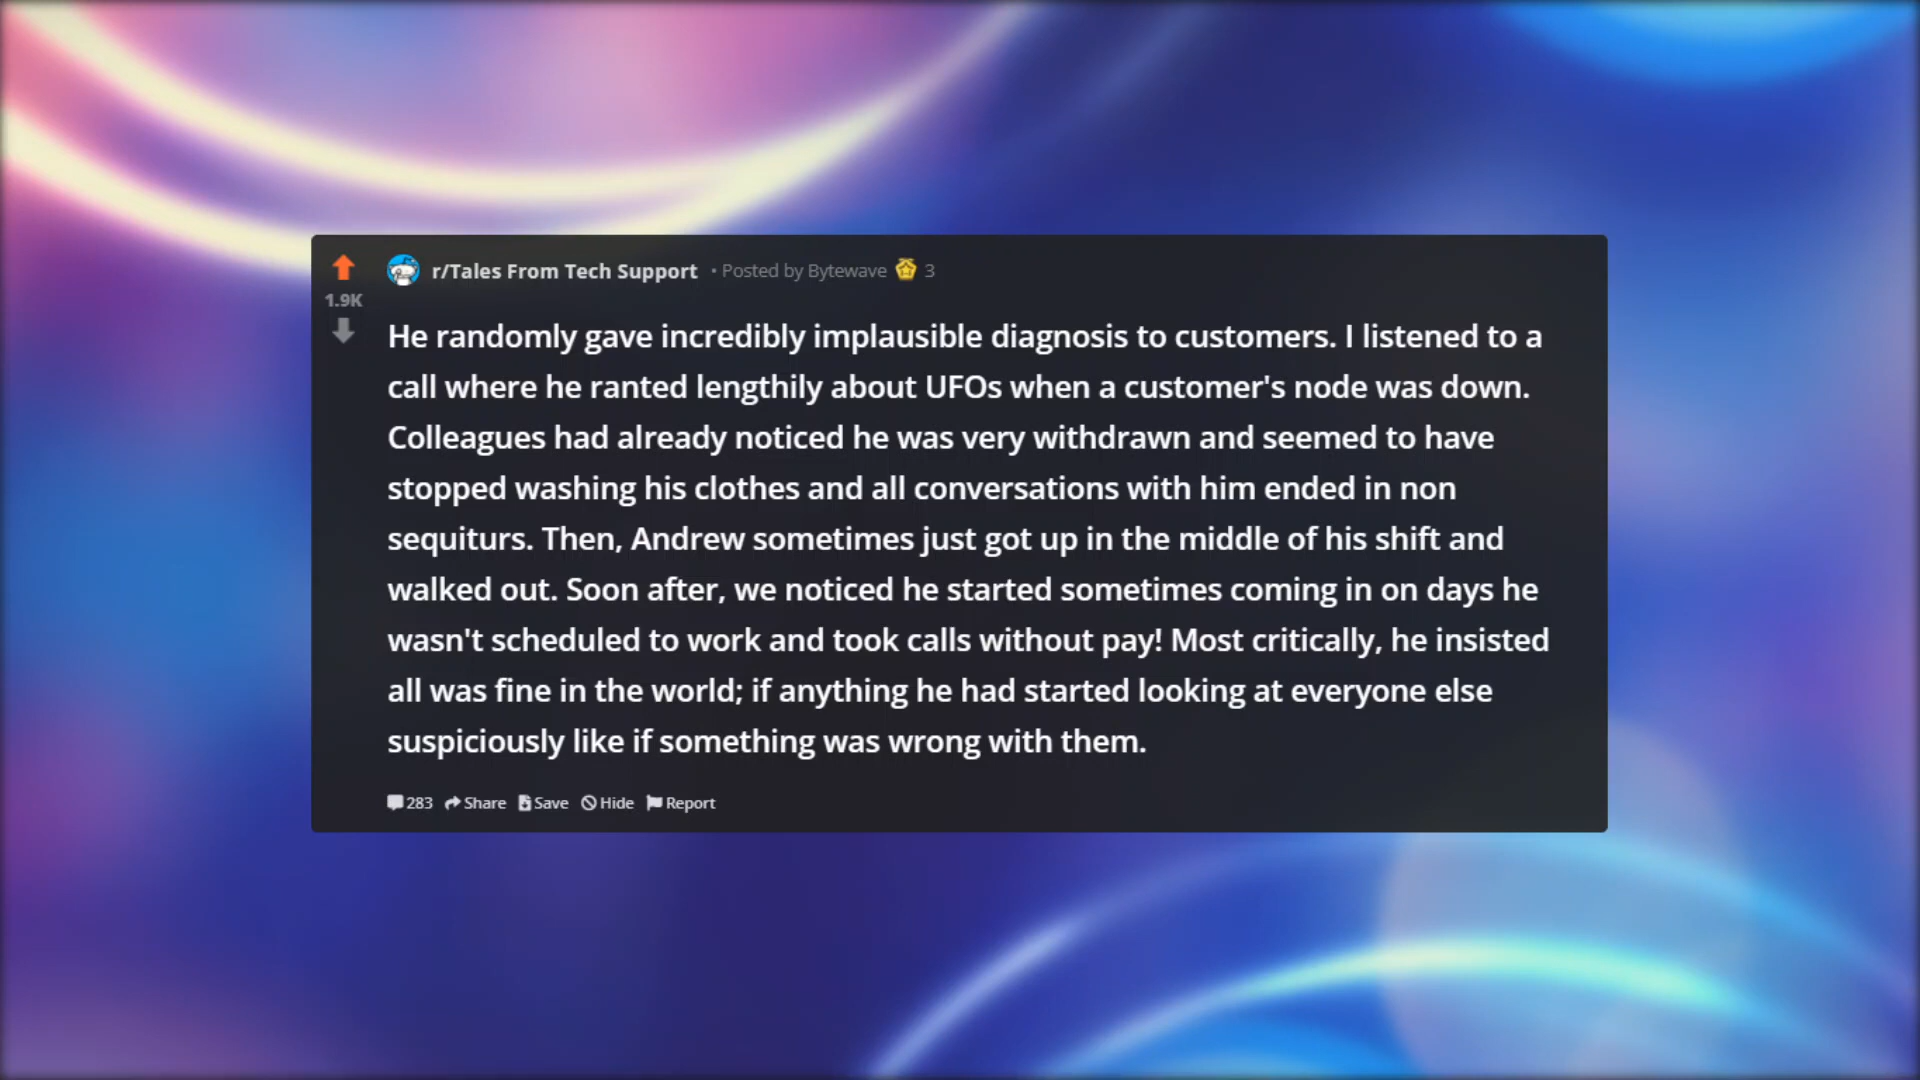 r/Tales From Tech Support • Posted by Bytewave 3
1.9K
He randomly gave incredibly implausible diagnosis to customers. I listened to a
call where he ranted lengthily about UFOs when a customer's node was down.
Colleagues had already noticed he was very withdrawn and seemed to have
stopped washing his clothes and all conversations with him ended in non
sequiturs. Then, Andrew sometimes just got up in the middle of his shift and
walked out. Soon after, we noticed he started sometimes coming in on days he
wasn't scheduled to work and took calls without pay! Most critically, he insisted
all was fine in the world; if anything he had started looking at everyone else
suspiciously like if something was wrong with them.
283 Share Save Hide Report